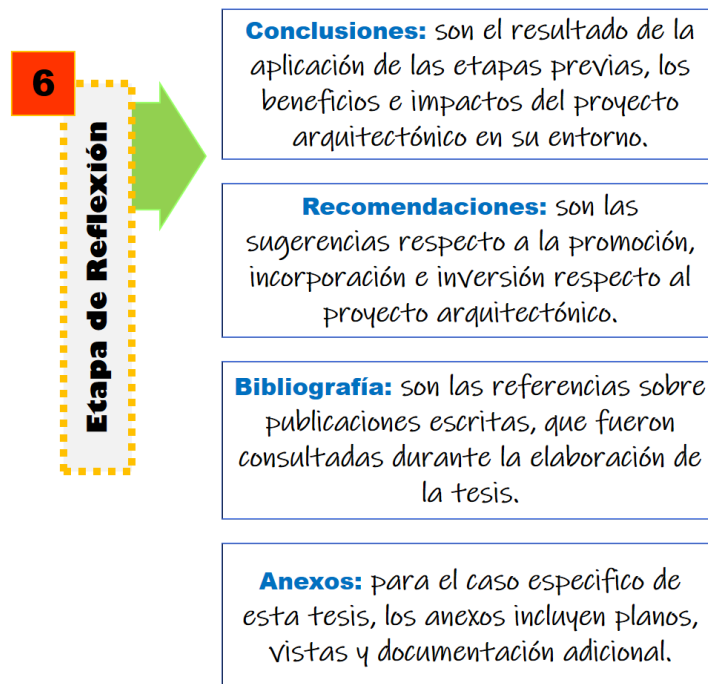 6
Etapa de Reflexión
Conclusiones: son el resultado de la
aplicación de las etapas previas, los
beneficios e impactos del proyecto
arquitectónico en su entorno.
Recomendaciones: son las
sugerencias respecto a la promoción,
incorporación e inversión respecto al
proyecto arquitectónico.
Bibliografía: son las referencias sobre
publicaciones escritas, que fueron
consultadas durante la elaboración de
la tesis.
Anexos: para el caso especifico de
esta tesis, los anexos incluyen planos,
vistas y documentación adicional.